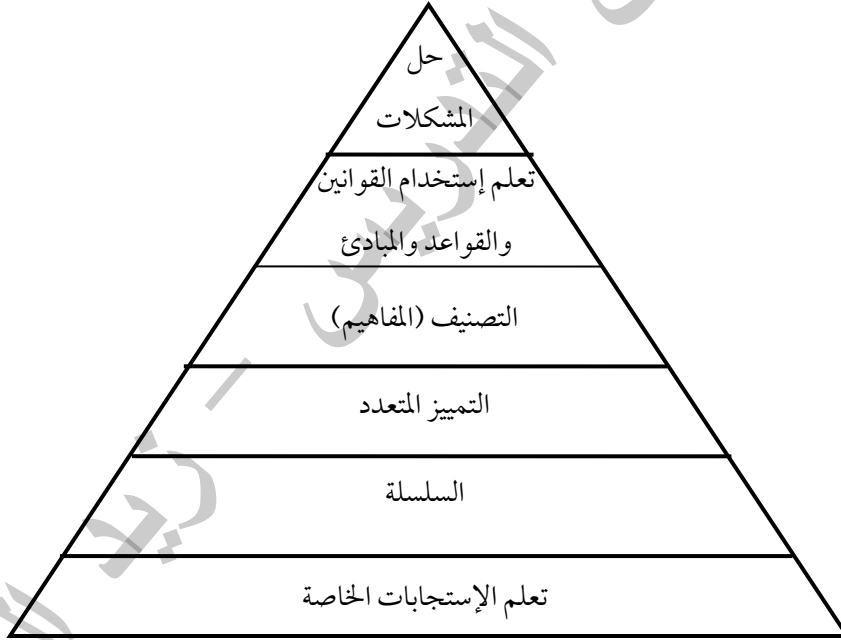 حل
المشكلات
تعلم إستخدام القوانين
والقواعد والمبادئ
التصنيف (المفاهيم)
التمييز المتعدد
السلسلة
تعلم الإستجابات الخاصة